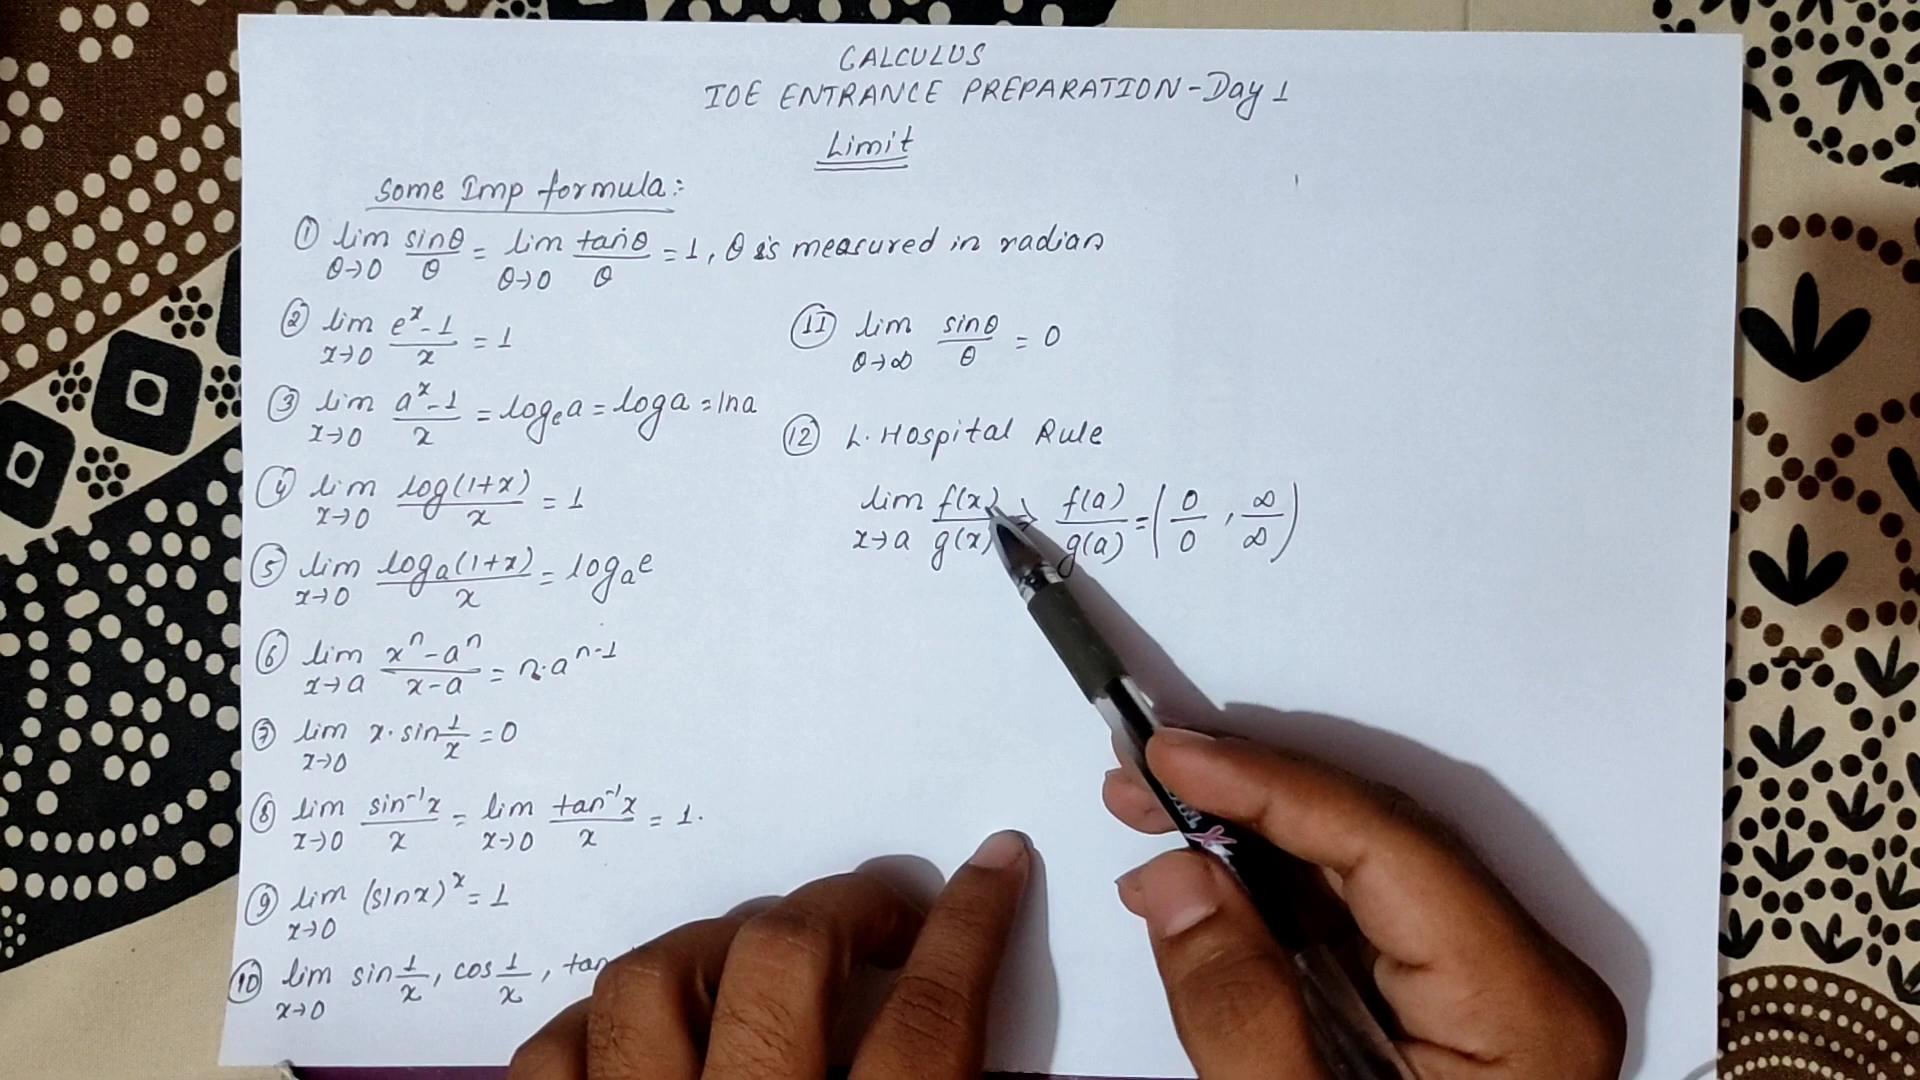 CALCULUS
IOE ENTRANCE PREPARATION - Day 1
Limit
Some Imp formula :
① lim θ→0 sinθ/θ = lim θ→0 tanθ/θ = 1, θ is measured in radian
② lim x→0 (e^x - 1)/x = 1
③ lim x→0 (a^x - 1)/x = log_e a = log a = ln a
④ lim x→0 log(1+x)/x = 1
⑤ lim x→0 log_a(1+x)/x = log_a e
⑥ lim x→a (x^n - a^n)/(x - a) = n·a^(n-1)
⑦ lim x→0 x·sin 1/x = 0
⑧ lim x→0 sin⁻¹x/x = lim x→0 tan⁻¹x/x = 1.
⑨ lim x→0 (sinx)^x = 1
⑩ lim x→0 sin 1/x, cos 1/x, tan
⑪ lim θ→∞ sinθ/θ = 0
⑫ L. Hospital Rule
lim x→a f(x)/g(x) → f(a)/g(a) = (0/0, ∞/∞)